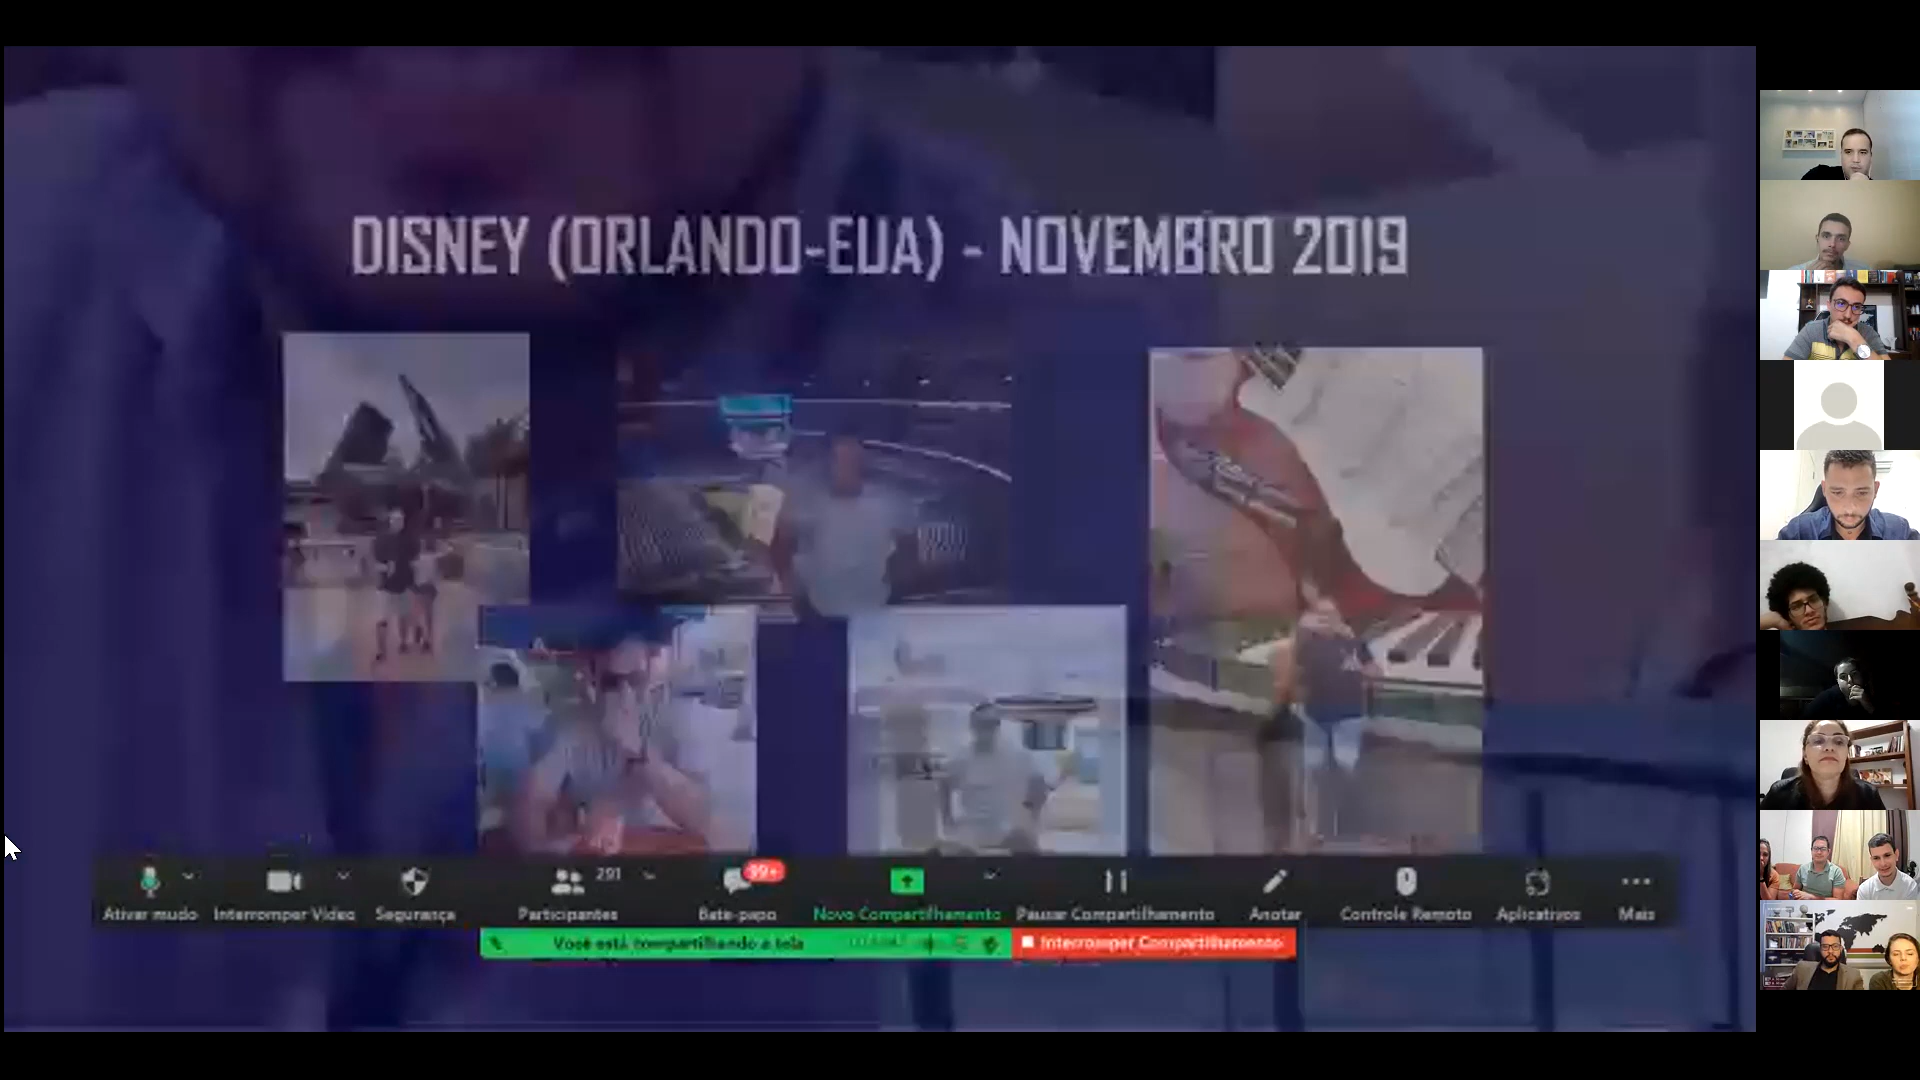 DISNEY (ORLANDO-EUA) - NOVEMBRO 2019
Ativar mudo
Interromper Vídeo
Segurança
291
Participantes
99+
Bate-papo
Novo Compartilhamento
Pausar Compartilhamento
Anotar
Controle Remoto
Aplicativos
Mais
Você está compartilhando a tela
Interromper Compartilhamento